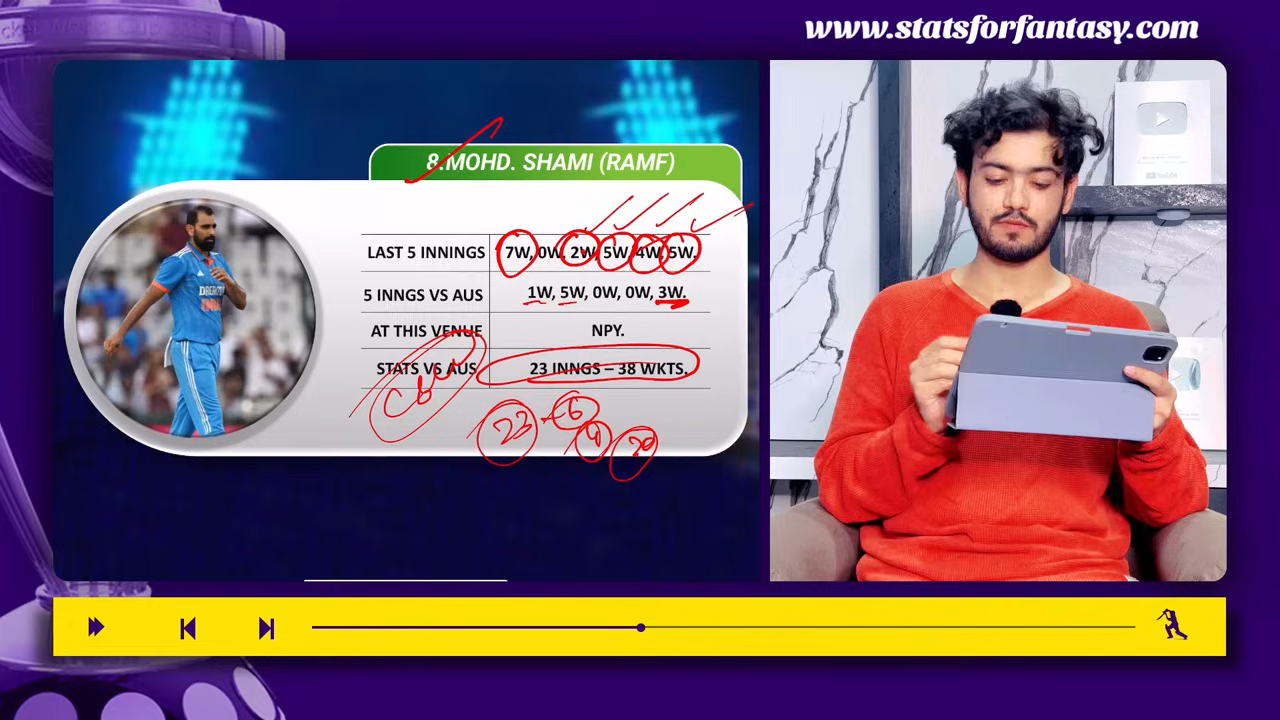 www.statsforfantasy.com
8.MOHD. SHAMI (RAMF)
LAST 5 INNINGS 7W, 0W. 2W, 5W, 4W, 5W.
5 INNGS VS AUS 1W, 5W, 0W, 0W, 3W.
AT THIS VENUE NPY.
STATS VS AUS 23 INNGS – 38 WKTS.
23